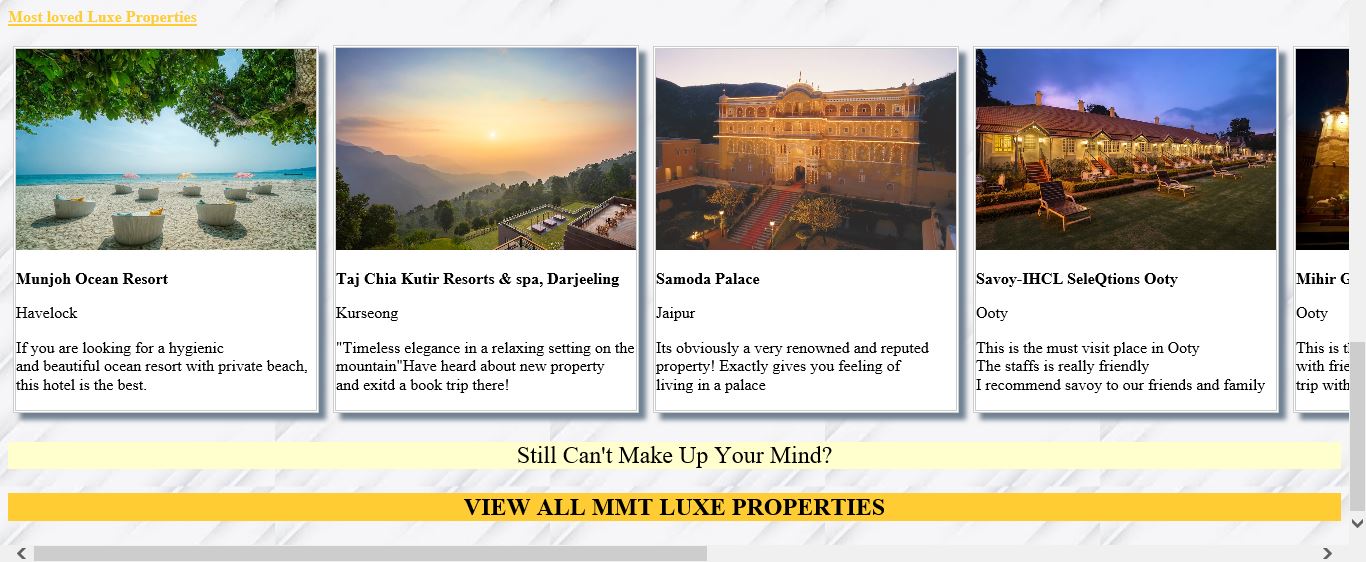 Most loved Luxe Properties
Munjoh Ocean Resort
Havelock
If you are looking for a hygienic
and beautiful ocean resort with private beach,
this hotel is the best.
Taj Chia Kutir Resorts & spa, Darjeeling
Kurseong
"Timeless elegance in a relaxing setting on the
mountain"Have heard about new property
and exitd a book trip there!
Samoda Palace
Jaipur
Its obviously a very renowned and reputed
property! Exactly gives you feeling of
living in a palace
Savoy-IHCL SeleQtions Ooty
Ooty
This is the must visit place in Ooty
The staffs is really friendly
I recommend savoy to our friends and family
Mihir
Ooty
This is
with
trip with
Still Can't Make Up Your Mind?
VIEW ALL MMT LUXE PROPERTIES